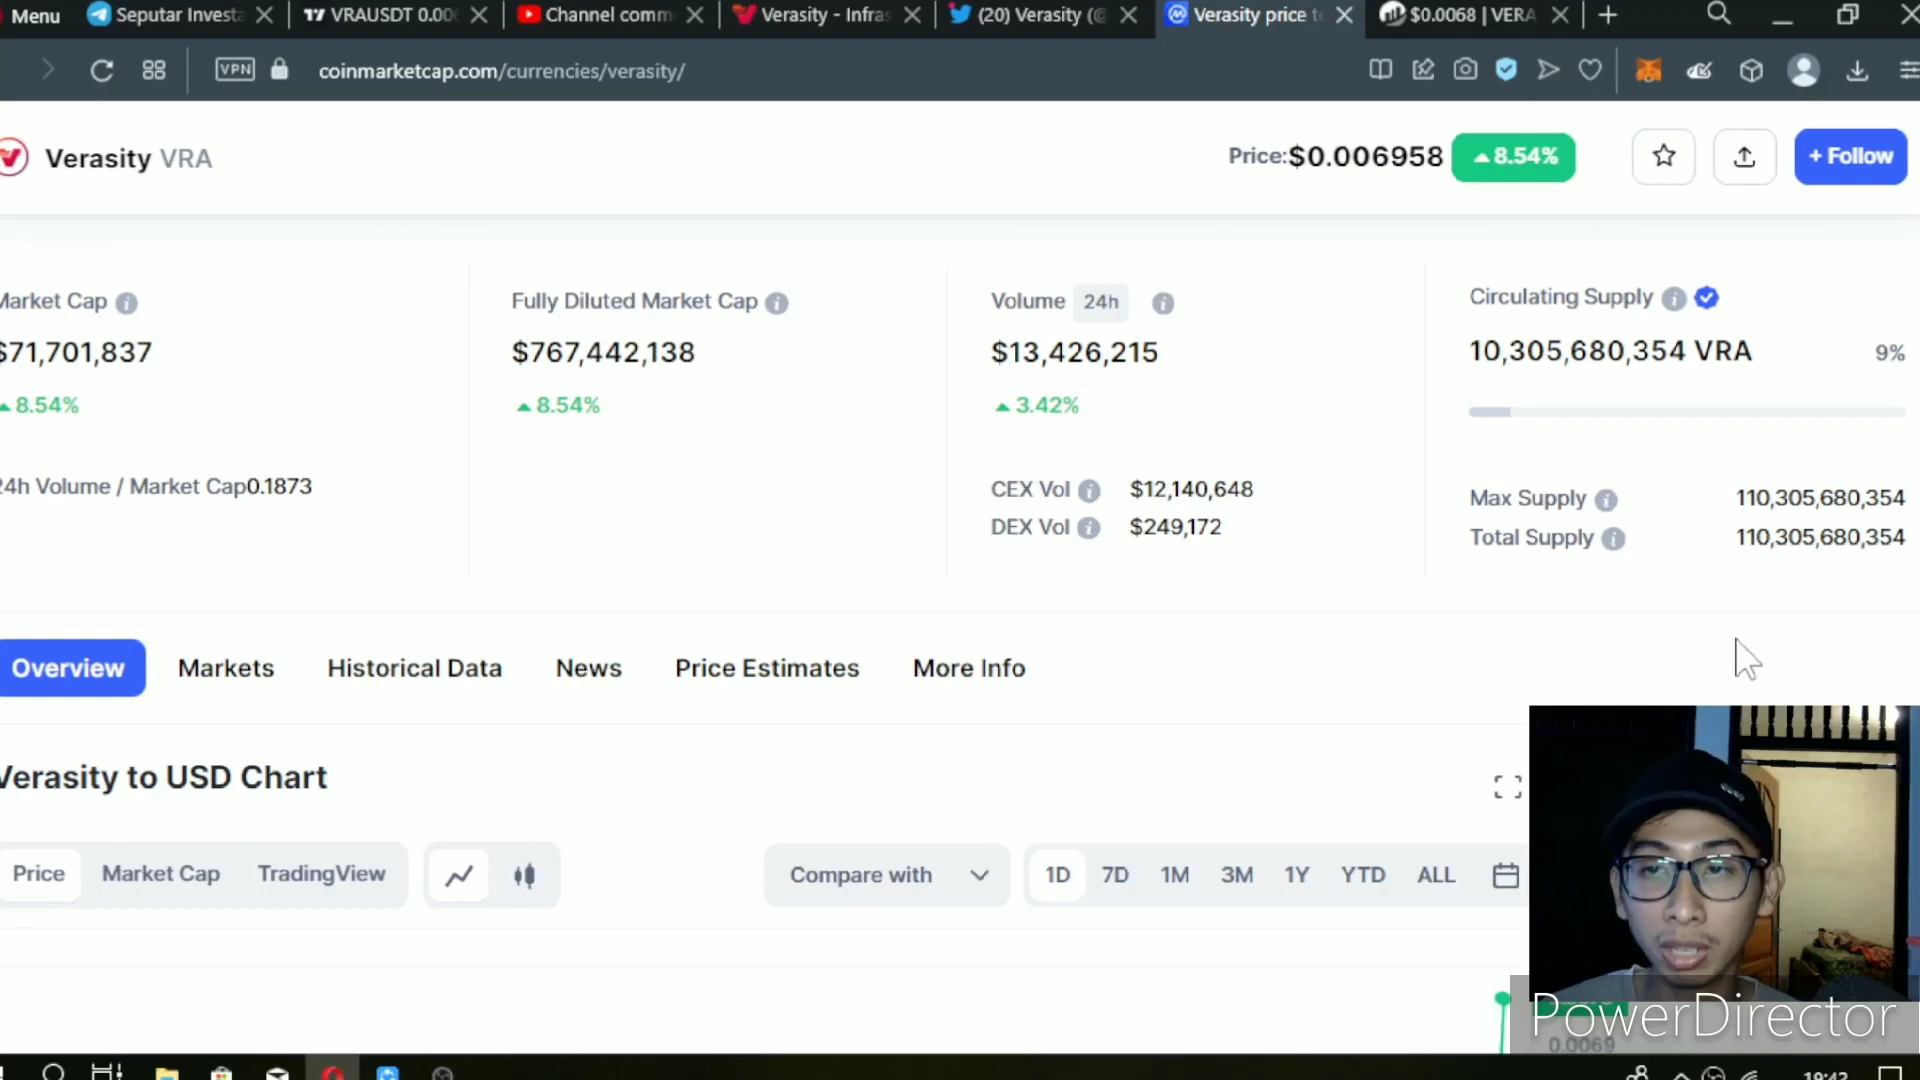 Menu Seputar Invest VRAUSDT 0.00 Channel comm Verasity - Infras (20) Verasity (@ Verasity price t $0.0068 | VERA
VPN coinmarketcap.com/currencies/verasity/
Verasity VRA Price:$0.006958 8.54% + Follow
Market Cap Fully Diluted Market Cap Volume 24h Circulating Supply
$71,701,837 $767,442,138 $13,426,215 10,305,680,354 VRA 9%
8.54% 8.54% 3.42%
24h Volume / Market Cap0.1873 CEX Vol $12,140,648 Max Supply 110,305,680,354
DEX Vol $249,172 Total Supply 110,305,680,354
Overview Markets Historical Data News Price Estimates More Info
Verasity to USD Chart
Price Market Cap TradingView Compare with 1D 7D 1M 3M 1Y YTD ALL
PowerDirector
0.0069
19:42